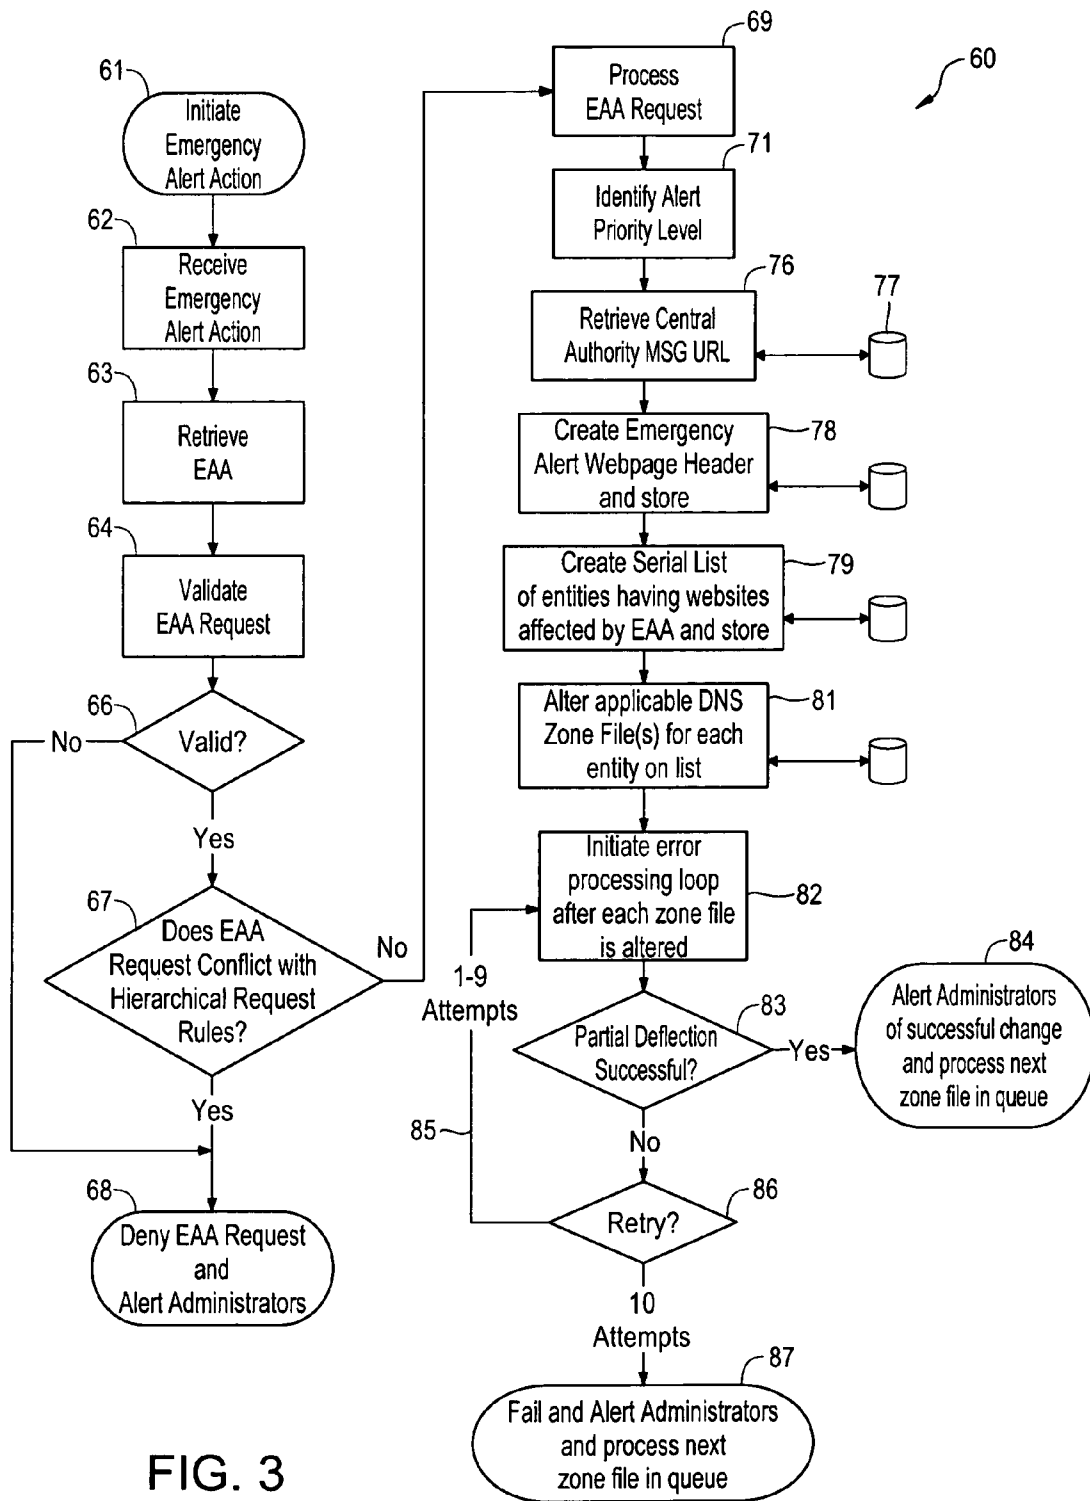 61
Initiate
Emergency
Alert Action
62
Receive
Emergency
Alert Action
63
Retrieve
EAA
64
Validate
EAA Request
66
No
Valid?
Yes
67
Does EAA
Request Conflict with
Hierarchical Request
Rules?
No
Yes
68
Deny EAA Request
and
Alert Administrators
60
69
Process
EAA Request
71
Identify Alert
Priority Level
76
Retrieve Central
Authority MSG URL
77
78
Create Emergency
Alert Webpage Header
and store
79
Create Serial List
of entities having websites
affected by EAA and store
81
Alter applicable DNS
Zone File(s) for each
entity on list
82
Initiate error
processing loop
after each zone file
is altered
1-9
Attempts
83
Partial Deflection
Successful?
Yes
84
Alert Administrators
of successful change
and process next
zone file in queue
85
No
86
Retry?
10
Attempts
87
Fail and Alert Administrators
and process next
zone file in queue
FIG. 3